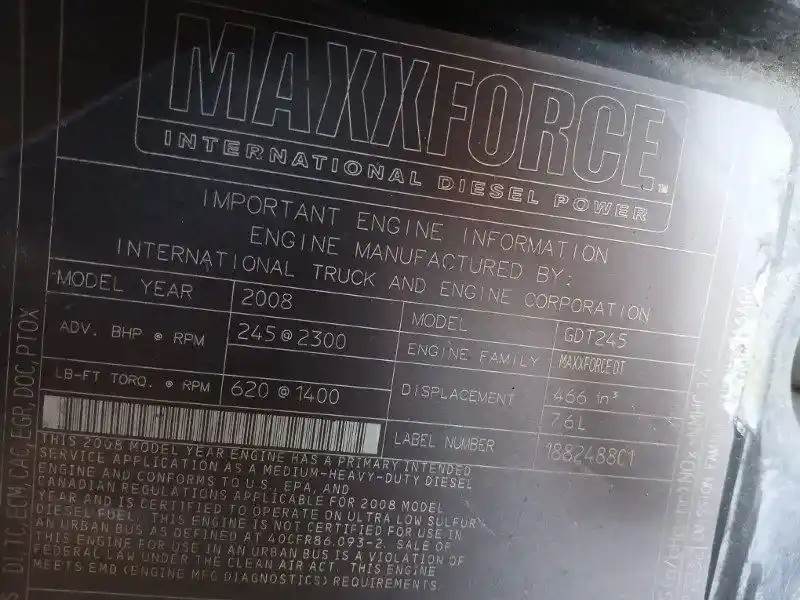 MAXXFORCE
™
INTERNATIONAL DIESEL POWER
IMPORTANT ENGINE INFORMATION
ENGINE MANUFACTURED BY:
INTERNATIONAL TRUCK AND ENGINE CORPORATION
MODEL YEAR 2008
MODEL GDT245
ADV. BHP @ RPM 245@2300
ENGINE FAMILY MAXXFORCEDT
LB-FT TORQ. @ RPM 620@1400
DISPLACEMENT 466 in³
7.6L
LABEL NUMBER 1882488C1
THIS 2008 MODEL YEAR ENGINE HAS A PRIMARY INTENDED
SERVICE APPLICATION AS A MEDIUM-HEAVY-DUTY DIESEL
ENGINE AND CONFORMS TO U.S. EPA, AND
CANADIAN REGULATIONS APPLICABLE FOR 2008 MODEL
YEAR AND IS CERTIFIED TO OPERATE ON ULTRA LOW SULFUR
DIESEL FUEL. THIS ENGINE IS NOT CERTIFIED FOR USE IN
AN URBAN BUS AS DEFINED AT 40CFR86.093-2. SALE OF
THIS ENGINE FOR USE IN AN URBAN BUS IS A VIOLATION OF
FEDERAL LAW UNDER THE CLEAN AIR ACT. THIS ENGINE
MEETS EMD (ENGINE MFG DIAGNOSTICS) REQUIREMENTS.
DI,TC,ECM,CAC,EGR,DOC,PTOX